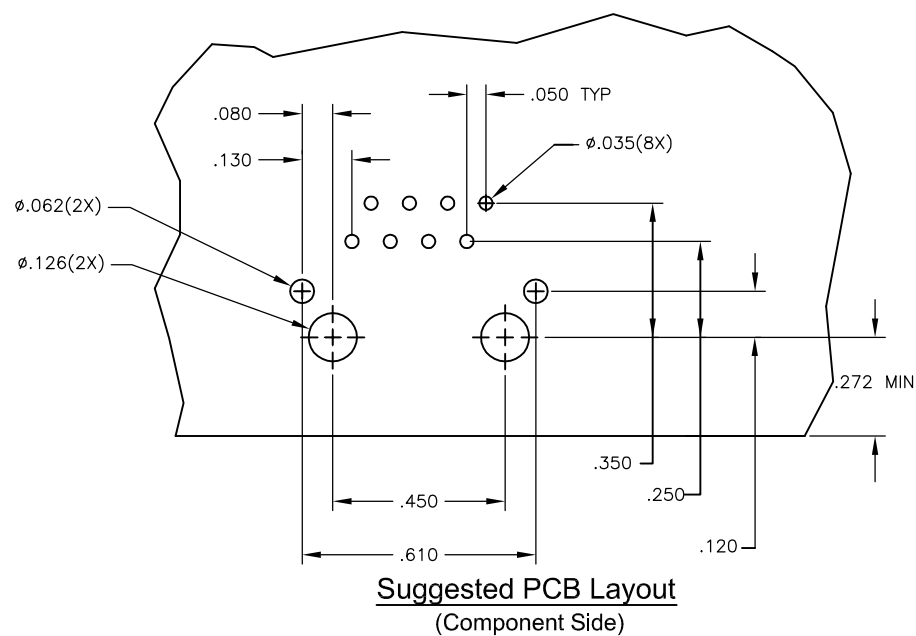 .080
.050 TYP
.130
⌀.035(8X)
⌀.062(2X)
⌀.126(2X)
.272 MIN
.350
.250
.450
.120
.610
Suggested PCB Layout
(Component Side)